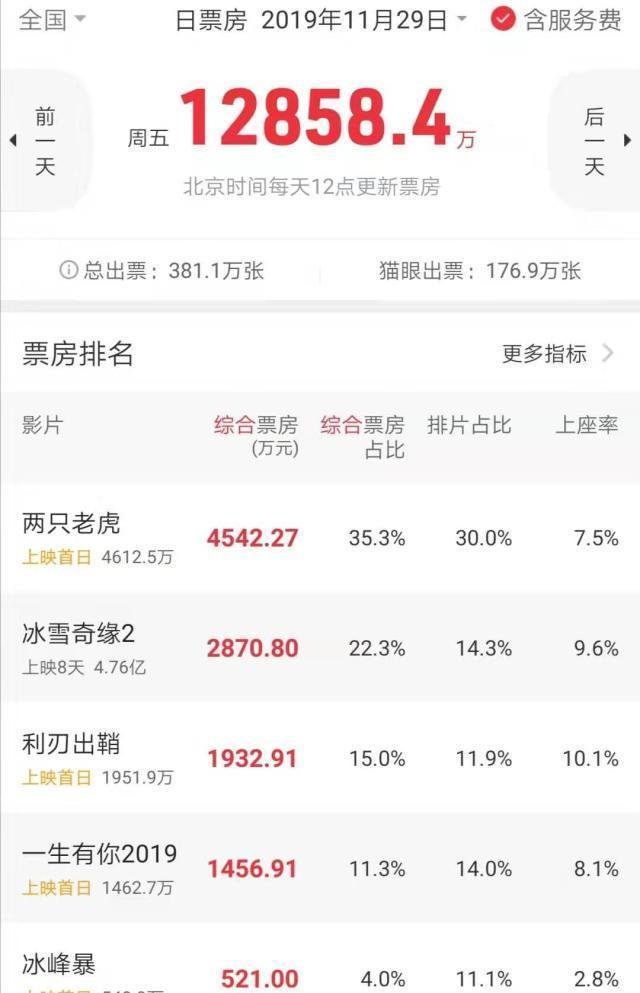 全国 日票房 2019年11月29日 含服务费
前一天 周五 12858.4万 后一天
北京时间每天12点更新票房
总出票：381.1万张 猫眼出票：176.9万张
票房排名 更多指标
影片 综合票房(万元) 综合票房占比 排片占比 上座率
两只老虎 4542.27 35.3% 30.0% 7.5%
上映首日 4612.5万
冰雪奇缘2 2870.80 22.3% 14.3% 9.6%
上映8天 4.76亿
利刃出鞘 1932.91 15.0% 11.9% 10.1%
上映首日 1951.9万
一生有你2019 1456.91 11.3% 14.0% 8.1%
上映首日 1462.7万
冰峰暴 521.00 4.0% 11.1% 2.8%